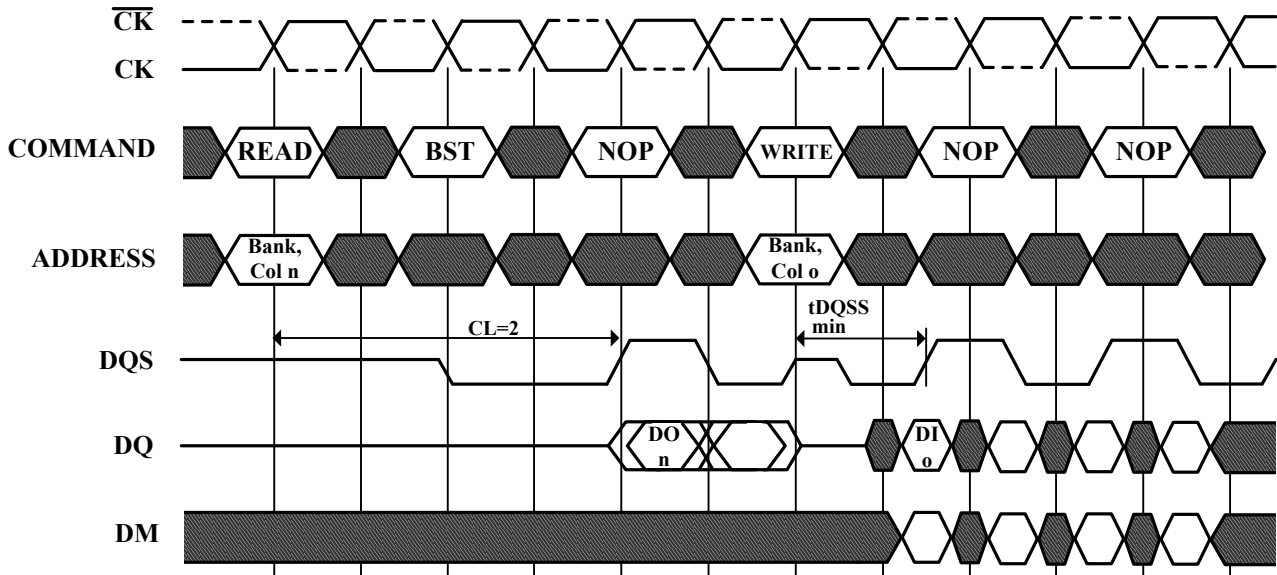 CK
CK
COMMAND
READ
BST
NOP
WRITE
NOP
NOP
ADDRESS
Bank,
Col n
Bank,
Col o
CL=2
tDQSS
min
DQS
DQ
DO
n
DI
o
DM